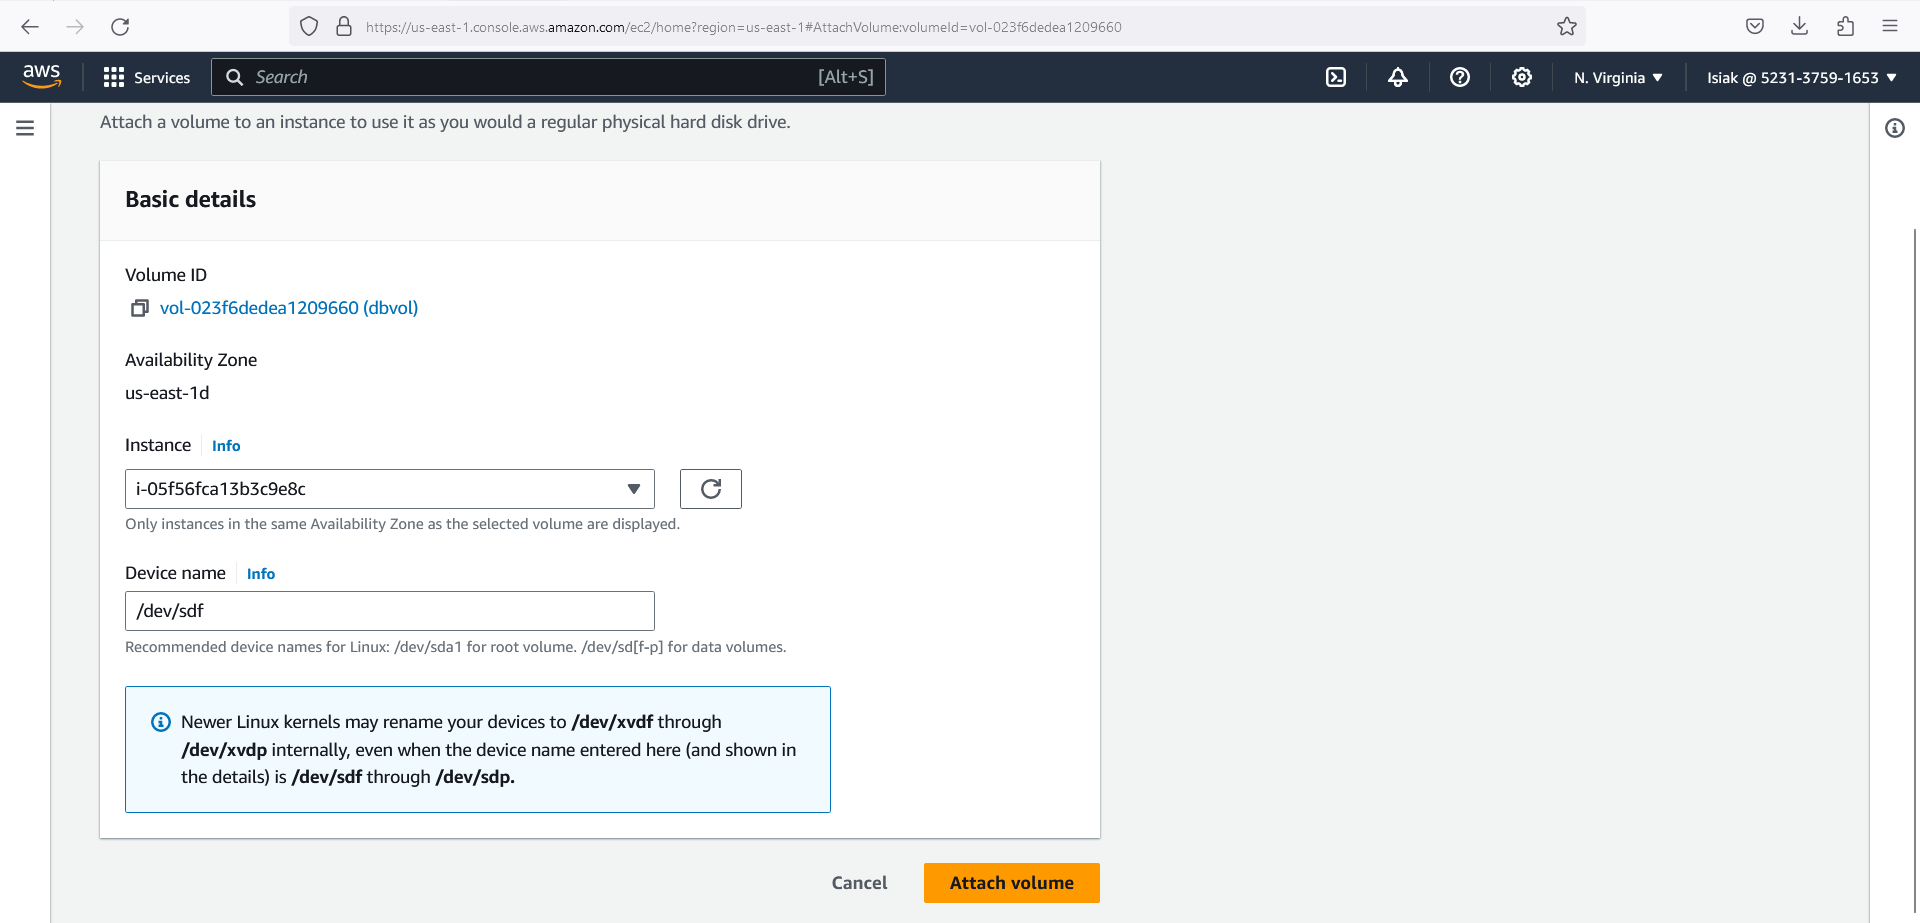 https://us-east-1.console.aws.amazon.com/ec2/home?region=us-east-1#AttachVolume:volumeId=vol-023f6dedea1209660
aws Services Search [Alt+S] N. Virginia ▼ Isiak @ 5231-3759-1653 ▼
Attach a volume to an instance to use it as you would a regular physical hard disk drive.
Basic details
Volume ID
vol-023f6dedea1209660 (dbvol)
Availability Zone
us-east-1d
Instance Info
i-05f56fca13b3c9e8c
Only instances in the same Availability Zone as the selected volume are displayed.
Device name Info
/dev/sdf
Recommended device names for Linux: /dev/sda1 for root volume. /dev/sd[f-p] for data volumes.
Newer Linux kernels may rename your devices to /dev/xvdf through
/dev/xvdp internally, even when the device name entered here (and shown in
the details) is /dev/sdf through /dev/sdp.
Cancel Attach volume